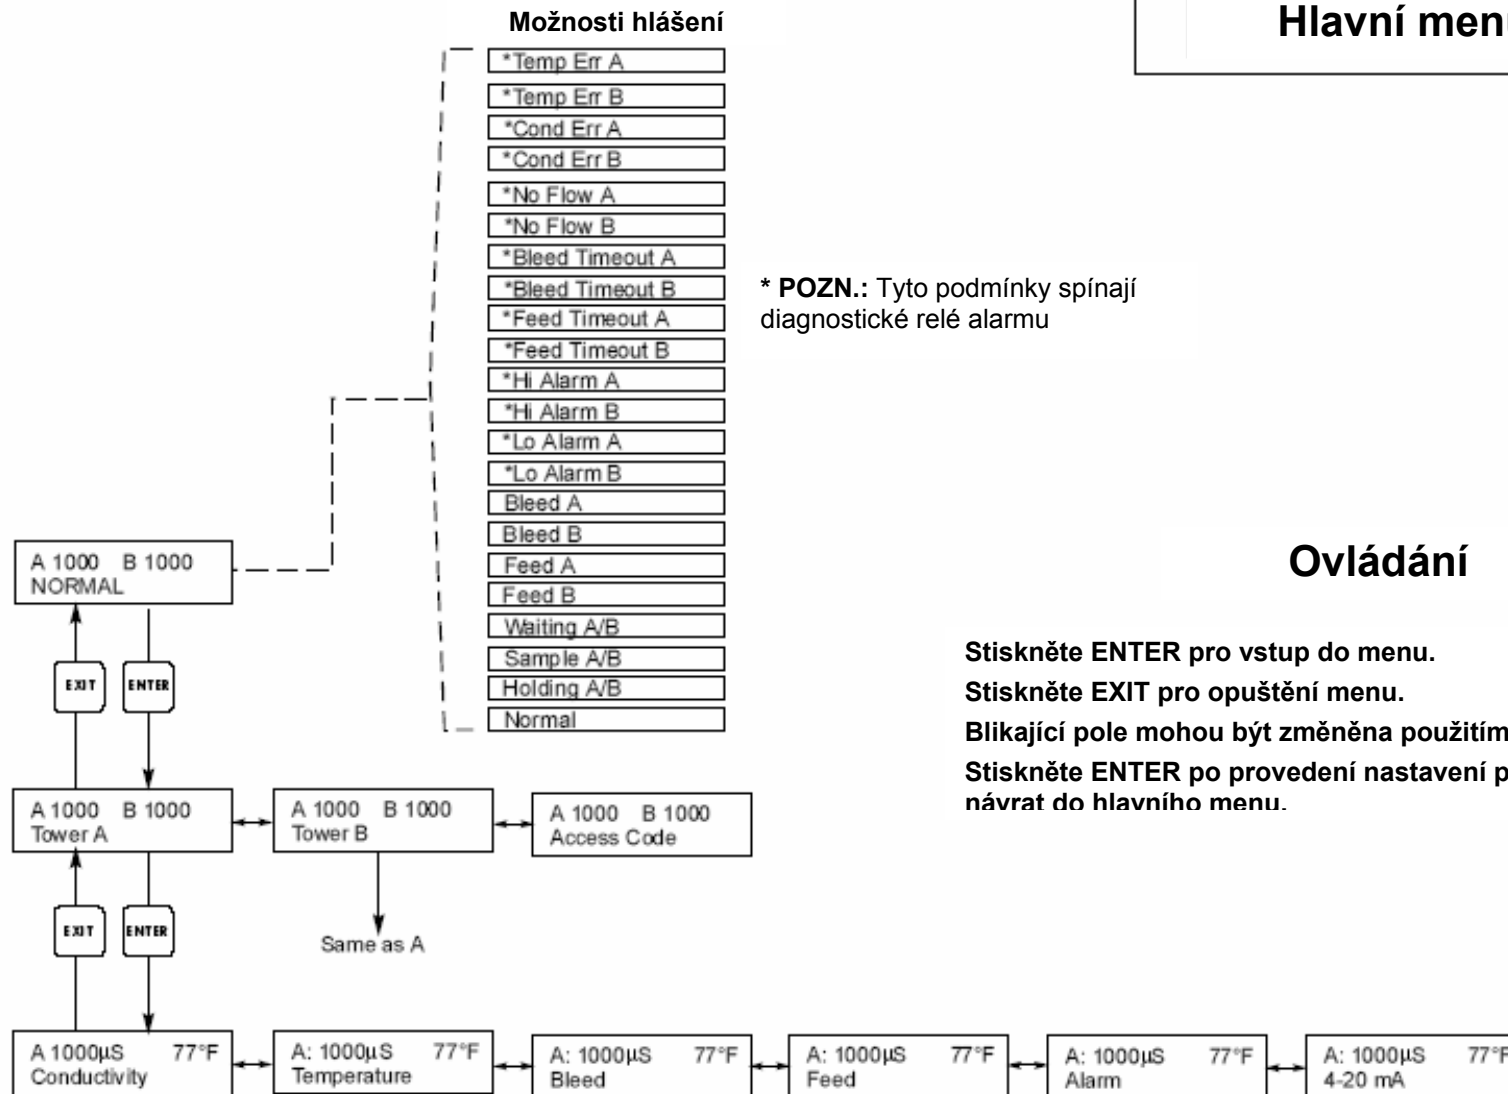 Možnosti hlášení
Hlavní menu
*Temp Err A
*Temp Err B
*Cond Err A
*Cond Err B
*No Flow A
*No Flow B
*Bleed Timeout A
*Bleed Timeout B
*Feed Timeout A
*Feed Timeout B
*Hi Alarm A
*Hi Alarm B
*Lo Alarm A
*Lo Alarm B
Bleed A
Bleed B
Feed A
Feed B
Waiting A/B
Sample A/B
Holding A/B
Normal
* POZN.: Tyto podmínky spínají
diagnostické relé alarmu
A 1000 B 1000
NORMAL
EXIT
ENTER
Ovládání
Stiskněte ENTER pro vstup do menu.
Stiskněte EXIT pro opuštění menu.
Blikající pole mohou být změněna použitím
Stiskněte ENTER po provedení nastavení p
návrat do hlavního menu.
A 1000 B 1000
Tower A
A 1000 B 1000
Tower B
A 1000 B 1000
Access Code
EXIT
ENTER
Same as A
A 1000µS 77°F
Conductivity
A: 1000µS 77°F
Temperature
A: 1000µS 77°F
Bleed
A: 1000µS 77°F
Feed
A: 1000µS 77°F
Alarm
A: 1000µS 77°F
4-20 mA